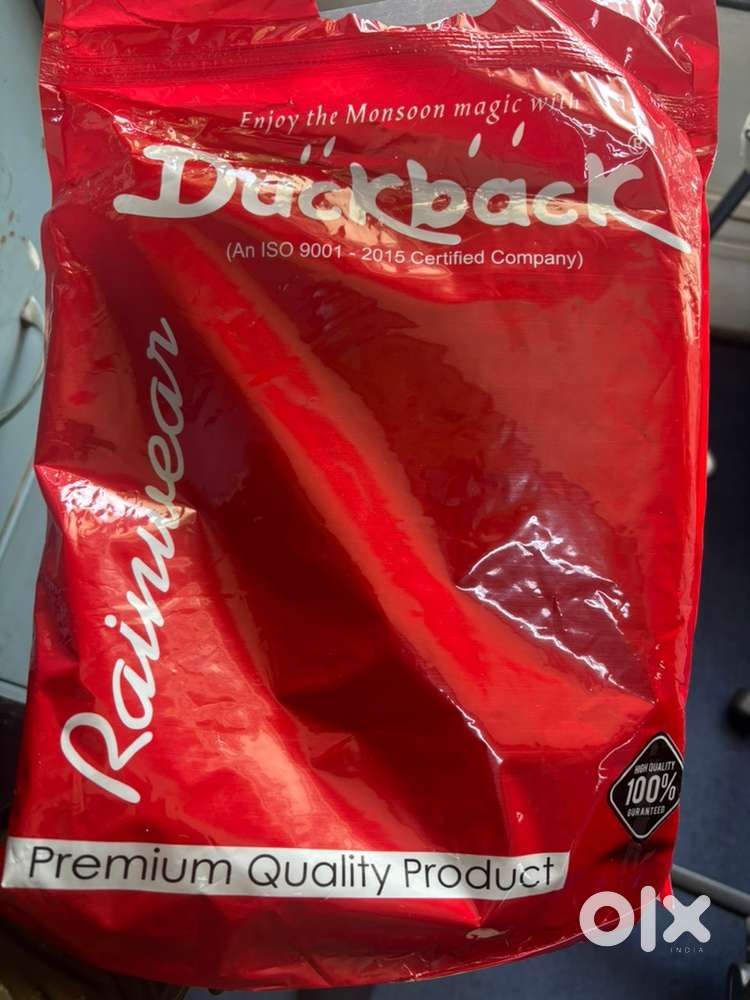 Enjoy the Monsoon magic with
Duckback®
(An ISO 9001 - 2015 Certified Company)
Rainwear
HIGH QUALITY
100%
GURANTEED
Premium Quality Product
olx
INDIA